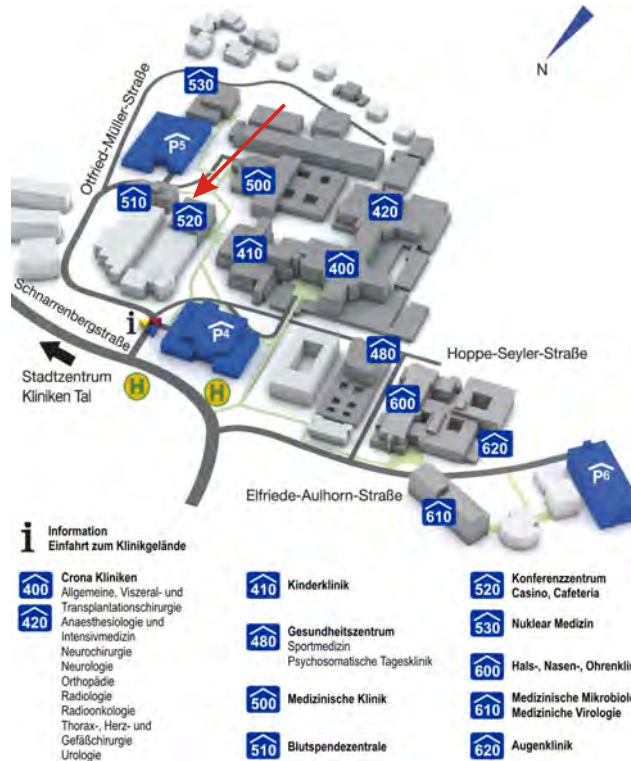 N
530
Otfried-Müller-Straße
P5
500
510
520
420
410
400
Schnarrenbergstraße
i
P4
480
Hoppe-Seyler-Straße
Stadtzentrum
Kliniken Tal
H
H
600
620
P6
Elfriede-Aulhorn-Straße
610
i Information
Einfahrt zum Klinikgelände
400 Crona Kliniken
Allgemeine, Viszeral- und
420 Transplantationschirurgie
Anaesthesiologie und
Intensivmedizin
Neurochirurgie
Neurologie
Orthopädie
Radiologie
Radioonkologie
Thorax-, Herz- und
Gefäßchirurgie
Urologie
410 Kinderklinik
480 Gesundheitszentrum
Sportmedizin
Psychosomatische Tagesklinik
500 Medizinische Klinik
510 Blutspendezentrale
520 Konferenzzentrum
Casino, Cafeteria
530 Nuklear Medizin
600 Hals-, Nasen-, Ohrenklin
610 Medizinische Mikrobiolo
Mediziniche Virologie
620 Augenklinik